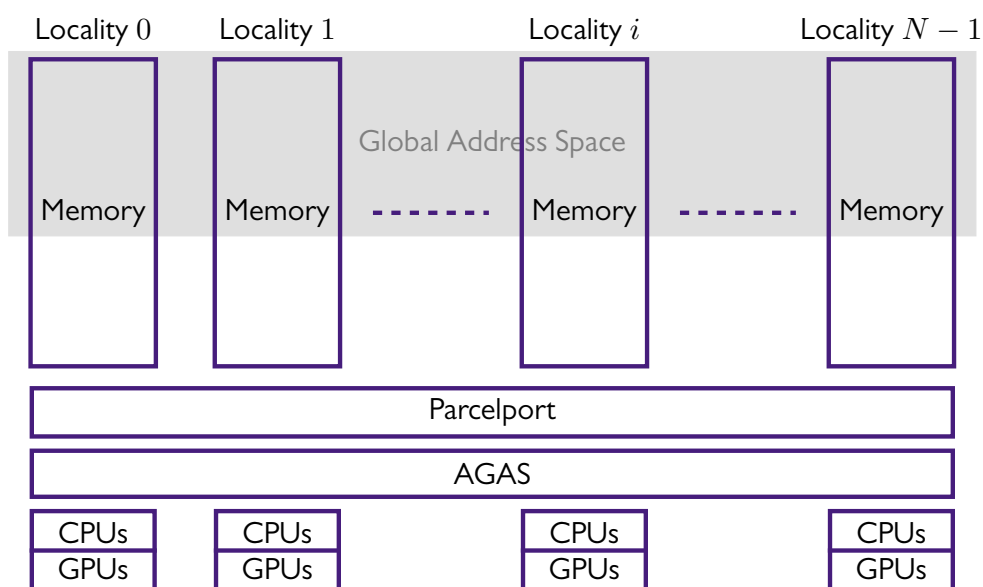 Locality 0 Locality 1 Locality i Locality N − 1
Global Address Space
Memory Memory Memory Memory
Parcelport
AGAS
CPUs CPUs CPUs CPUs
GPUs GPUs GPUs GPUs